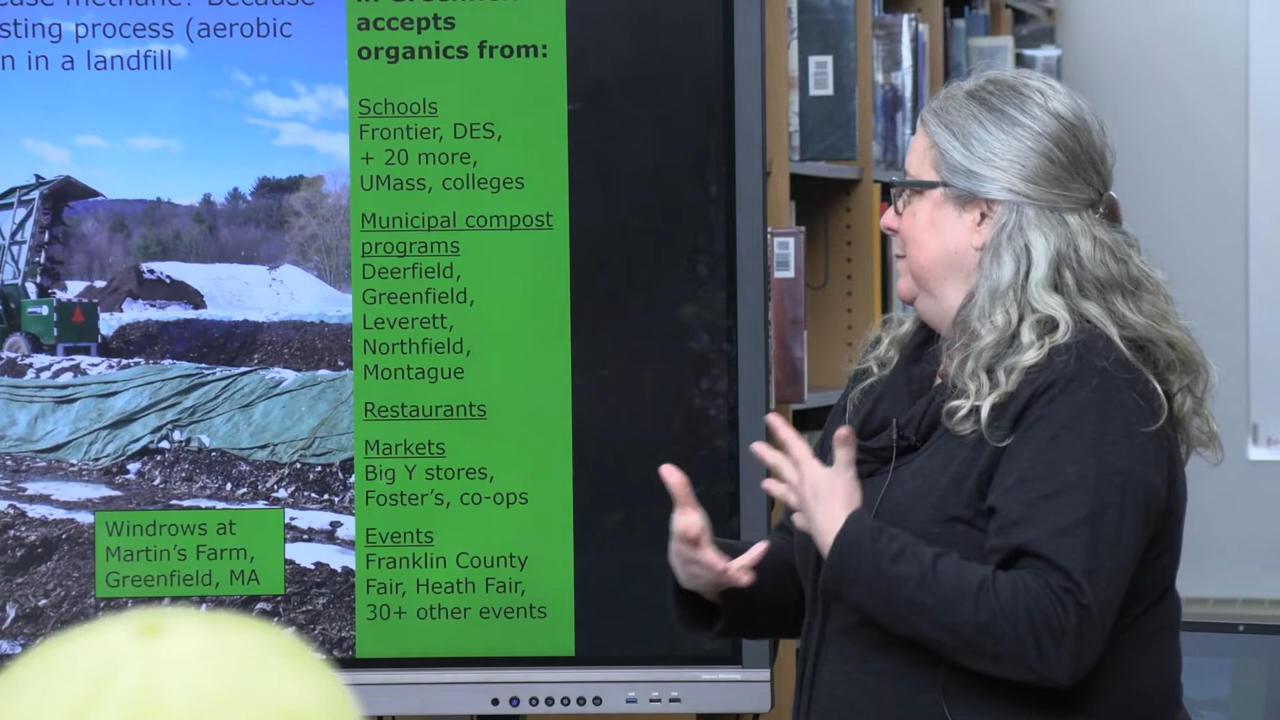 ease methane? Because
sting process (aerobic
n in a landfill
in Greenfield
accepts
organics from:
Schools
Frontier, DES,
+ 20 more,
UMass, colleges
Municipal compost
programs
Deerfield,
Greenfield,
Leverett,
Northfield,
Montague
Restaurants
Markets
Big Y stores,
Foster's, co-ops
Events
Franklin County
Fair, Heath Fair,
30+ other events
Windrows at
Martin's Farm,
Greenfield, MA